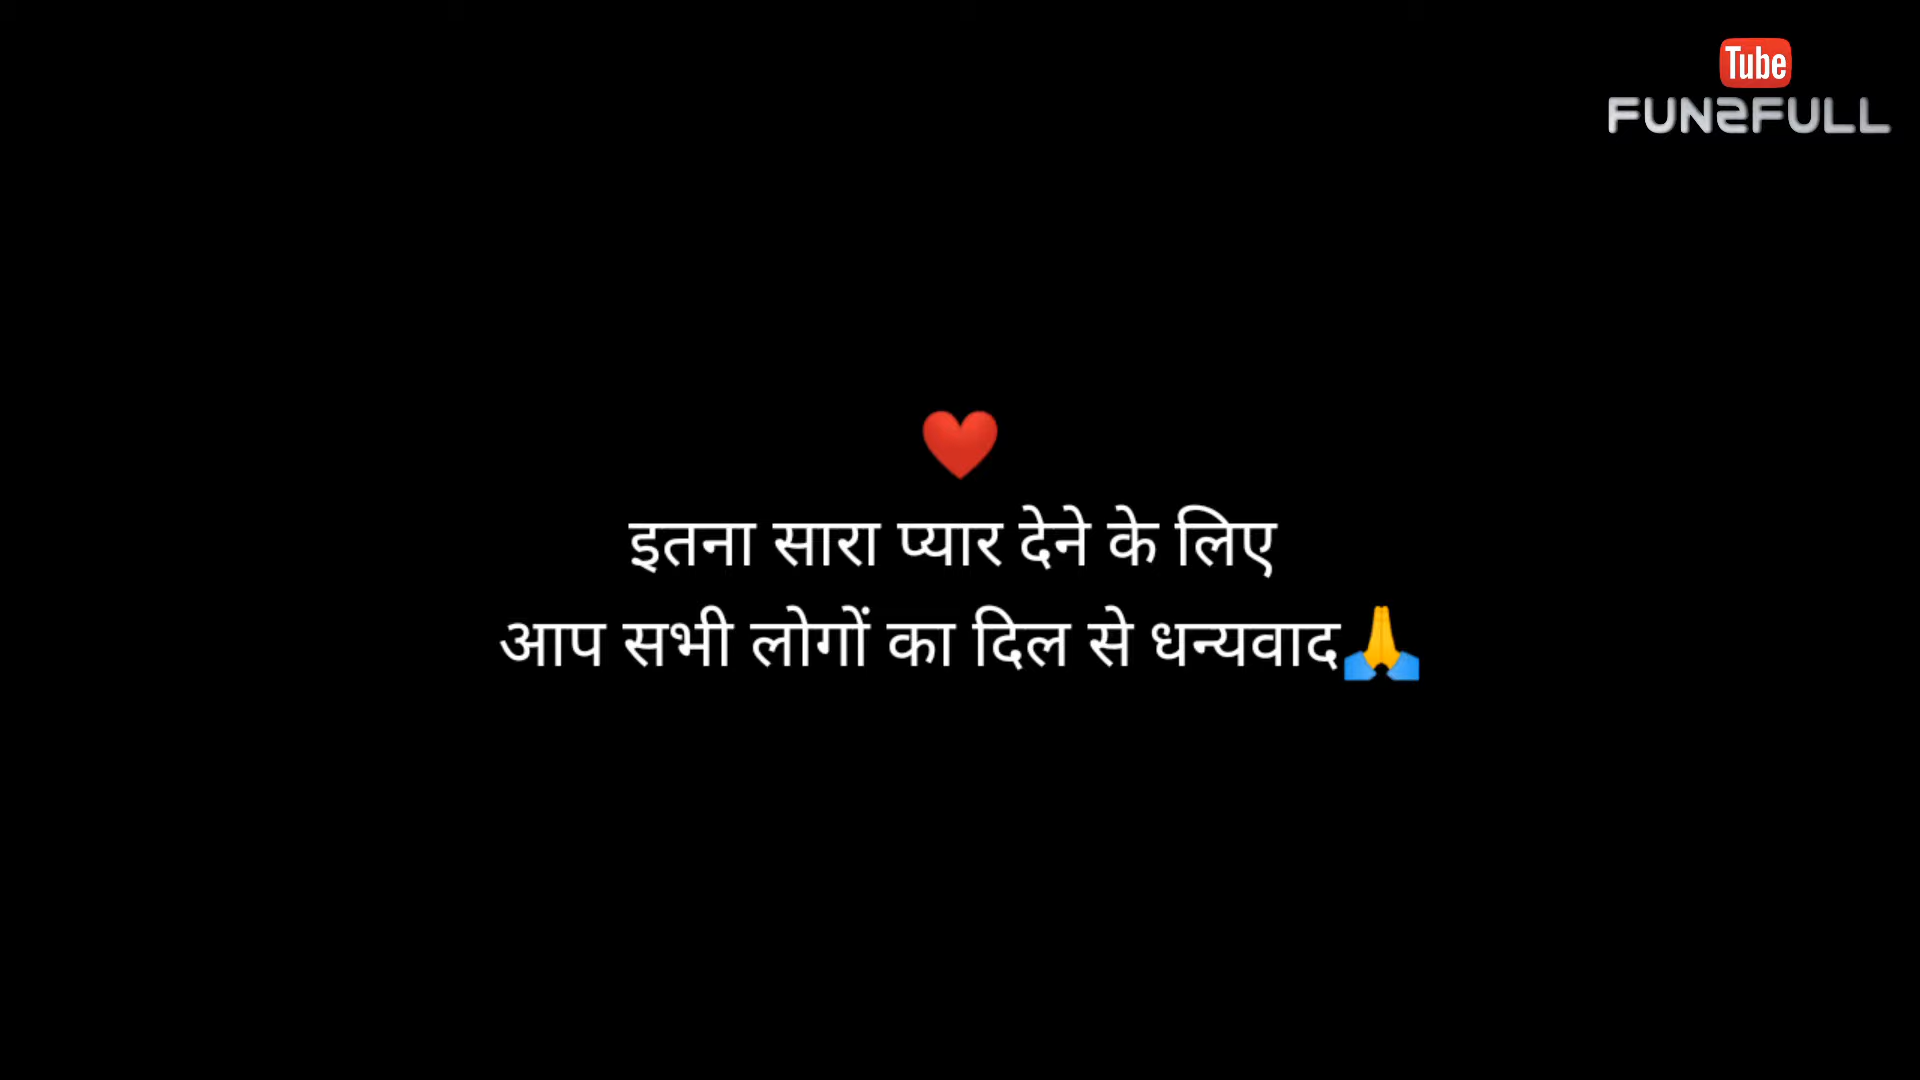 Tube
FUN2FULL
❤️
इतना सारा प्यार देने के लिए
आप सभी लोगों का दिल से धन्यवाद🙏